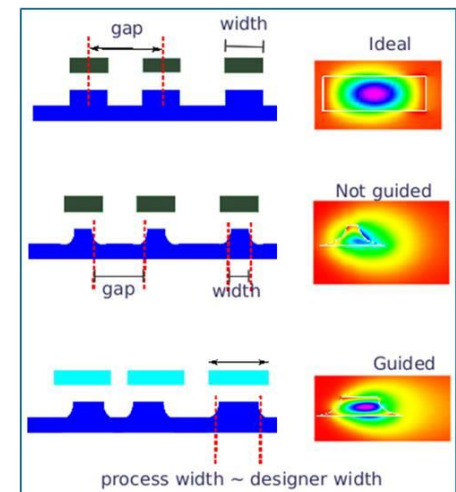 gap
width
Ideal
Not guided
gap
width
Guided
process width ~ designer width